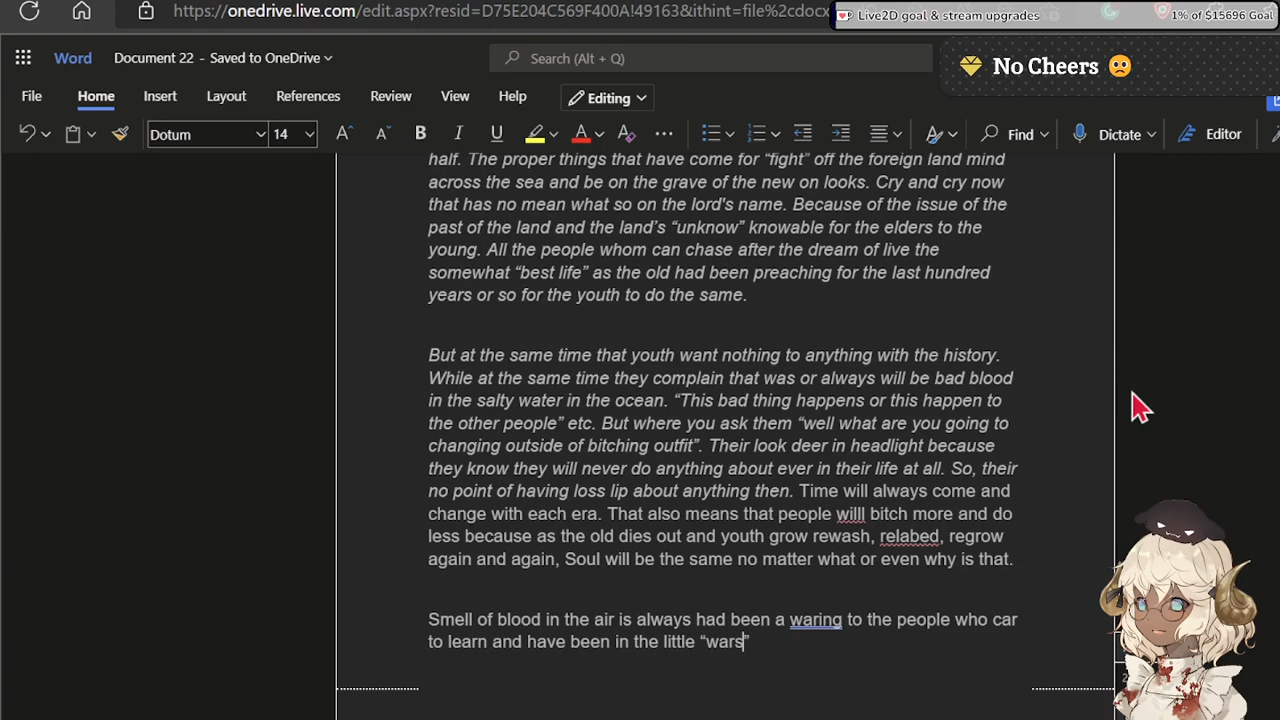 https://onedrive.live.com/edit.aspx?resid=D75E204C569F400A!49163&ithint=file%2cdocx
Live2D goal & stream upgrades 1% of $15696 Goal
Word Document 22 - Saved to OneDrive Search (Alt + Q)
No Cheers
File Home Insert Layout References Review View Help Editing
Datum 14 B I U A Find Dictate Editor
half. The proper things that have come for “fight” off the foreign land mind
across the sea and be on the grave of the new on looks. Cry and cry now
that has no mean what so on the lord's name. Because of the issue of the
past of the land and the land’s “unknow” knowable for the elders to the
young. All the people whom can chase after the dream of live the
somewhat “best life” as the old had been preaching for the last hundred
years or so for the youth to do the same.
But at the same time that youth want nothing to anything with the history.
While at the same time they complain that was or always will be bad blood
in the salty water in the ocean. “This bad thing happens or this happen to
the other people” etc. But where you ask them “well what are you going to
changing outside of bitching outfit”. Their look deer in headlight because
they know they will never do anything about ever in their life at all. So, their
no point of having loss lip about anything then. Time will always come and
change with each era. That also means that people willl bitch more and do
less because as the old dies out and youth grow rewash, relabed, regrow
again and again, Soul will be the same no matter what or even why is that.
Smell of blood in the air is always had been a waring to the people who car
to learn and have been in the little “wars”